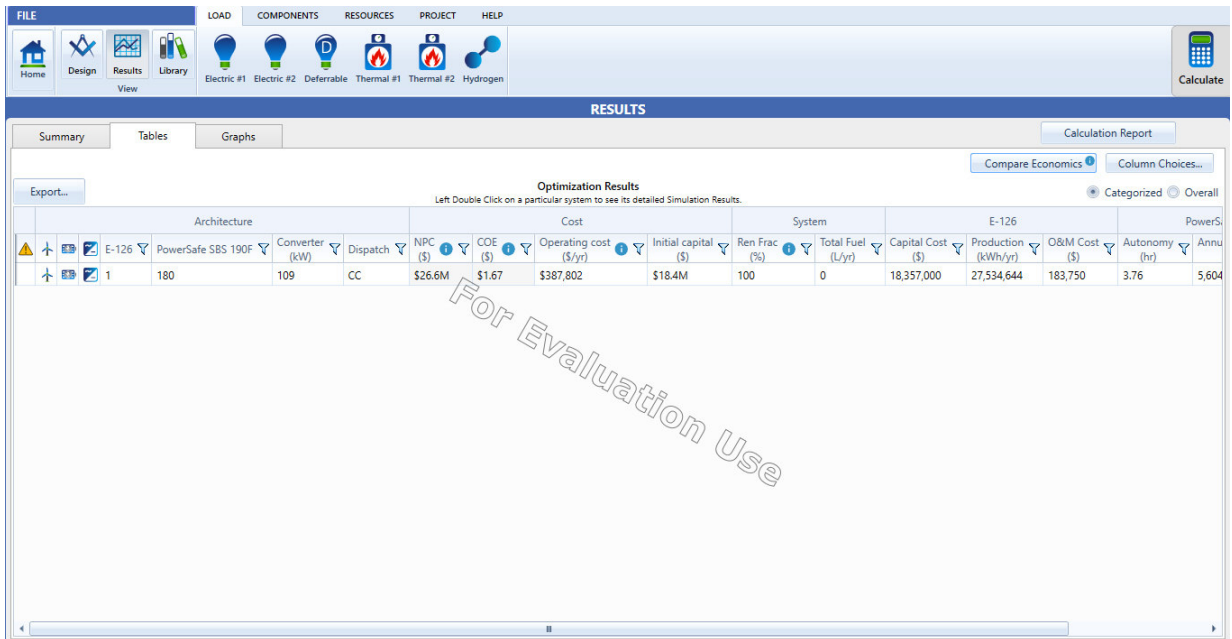 FILE LOAD COMPONENTS RESOURCES PROJECT HELP
Home Design Results Library Electric #1 Electric #2 Deferrable Thermal #1 Thermal #2 Hydrogen Calculate
View
RESULTS
Summary Tables Graphs Calculation Report
Compare Economics Column Choices...
Export... Optimization Results Categorized Overall
Left Double Click on a particular system to see its detailed Simulation Results.
Architecture Cost System E-126 PowerSa
E-126 PowerSafe SBS 190F Converter (kW) Dispatch NPC ($) COE ($) Operating cost ($/yr) Initial capital ($) Ren Frac (%) Total Fuel (L/yr) Capital Cost ($) Production (kWh/yr) O&M Cost ($) Autonomy (hr) Annu
1 180 109 CC $26.6M $1.67 $387,802 $18.4M 100 0 18,357,000 27,534,644 183,750 3.76 5,604
For Evaluation Use